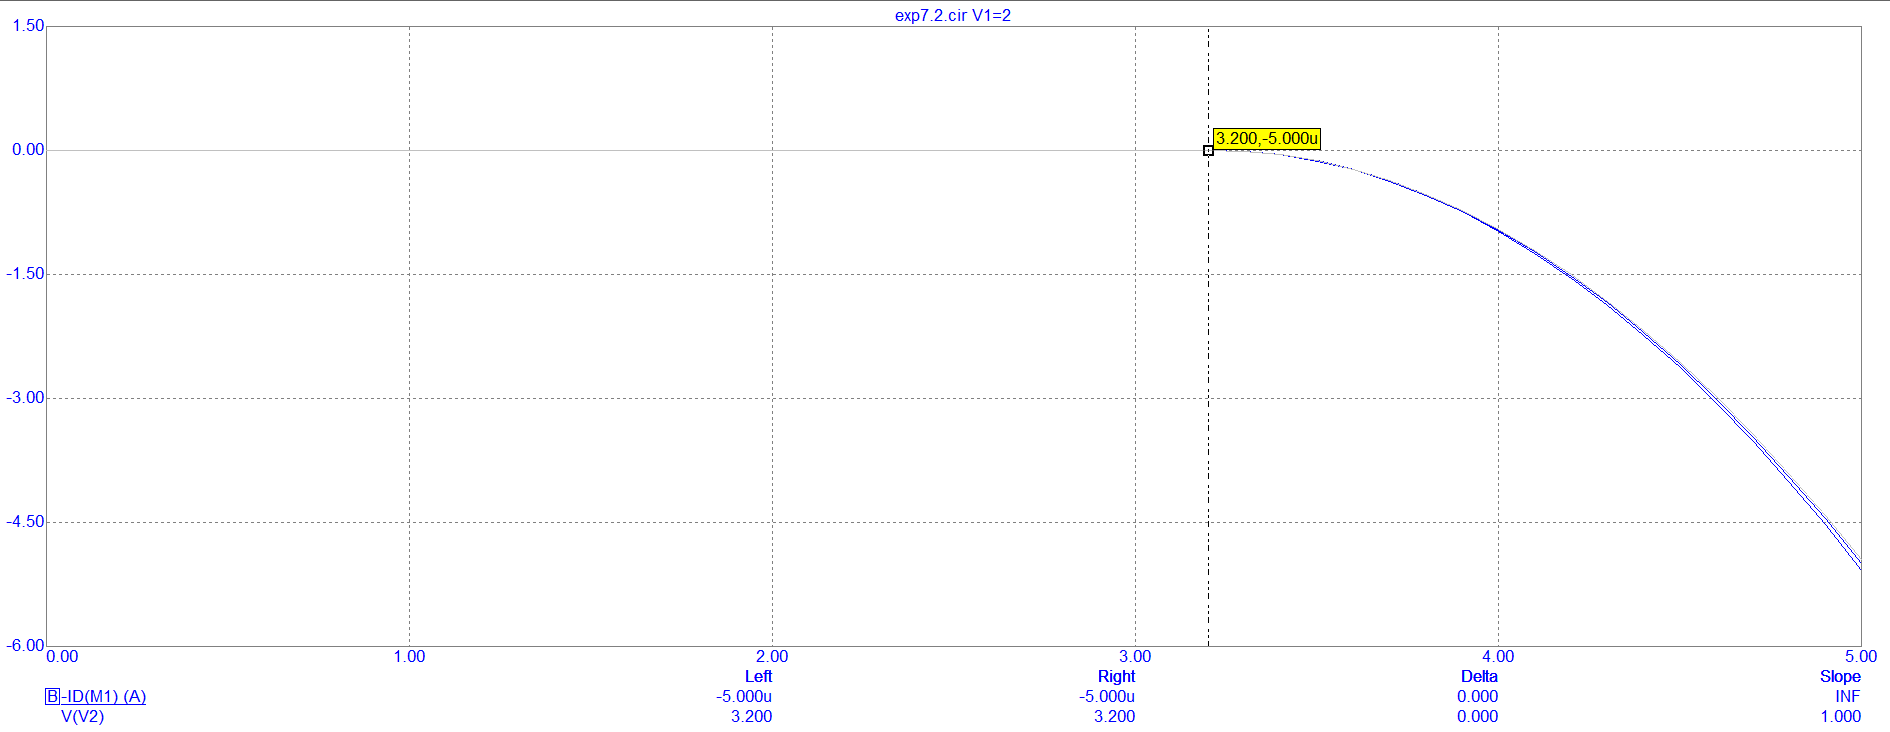 exp7.2.cir V1=2
1.50
3.200,-5.000u
0.00
-1.50
-3.00
-4.50
-6.00
0.00 1.00 2.00 3.00 4.00 5.00
Left Right Delta Slope
B -ID(M1) (A) -5.000u -5.000u 0.000 INF
V(V2) 3.200 3.200 0.000 1.000